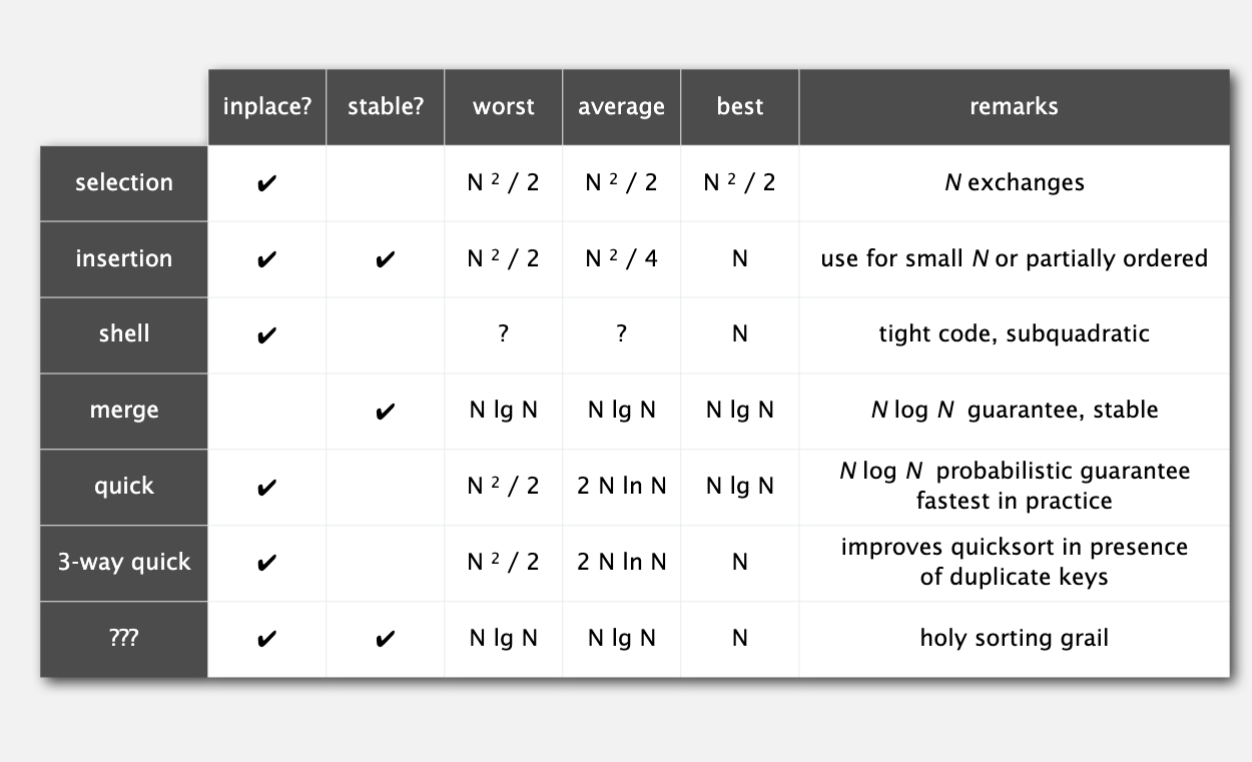 inplace? stable? worst average best remarks
selection ✔ N ² / 2 N ² / 2 N ² / 2 N exchanges
insertion ✔ ✔ N ² / 2 N ² / 4 N use for small N or partially ordered
shell ✔ ? ? N tight code, subquadratic
merge ✔ N lg N N lg N N lg N N log N guarantee, stable
quick ✔ N ² / 2 2 N ln N N lg N N log N probabilistic guarantee
fastest in practice
3-way quick ✔ N ² / 2 2 N ln N N improves quicksort in presence
of duplicate keys
??? ✔ ✔ N lg N N lg N N holy sorting grail